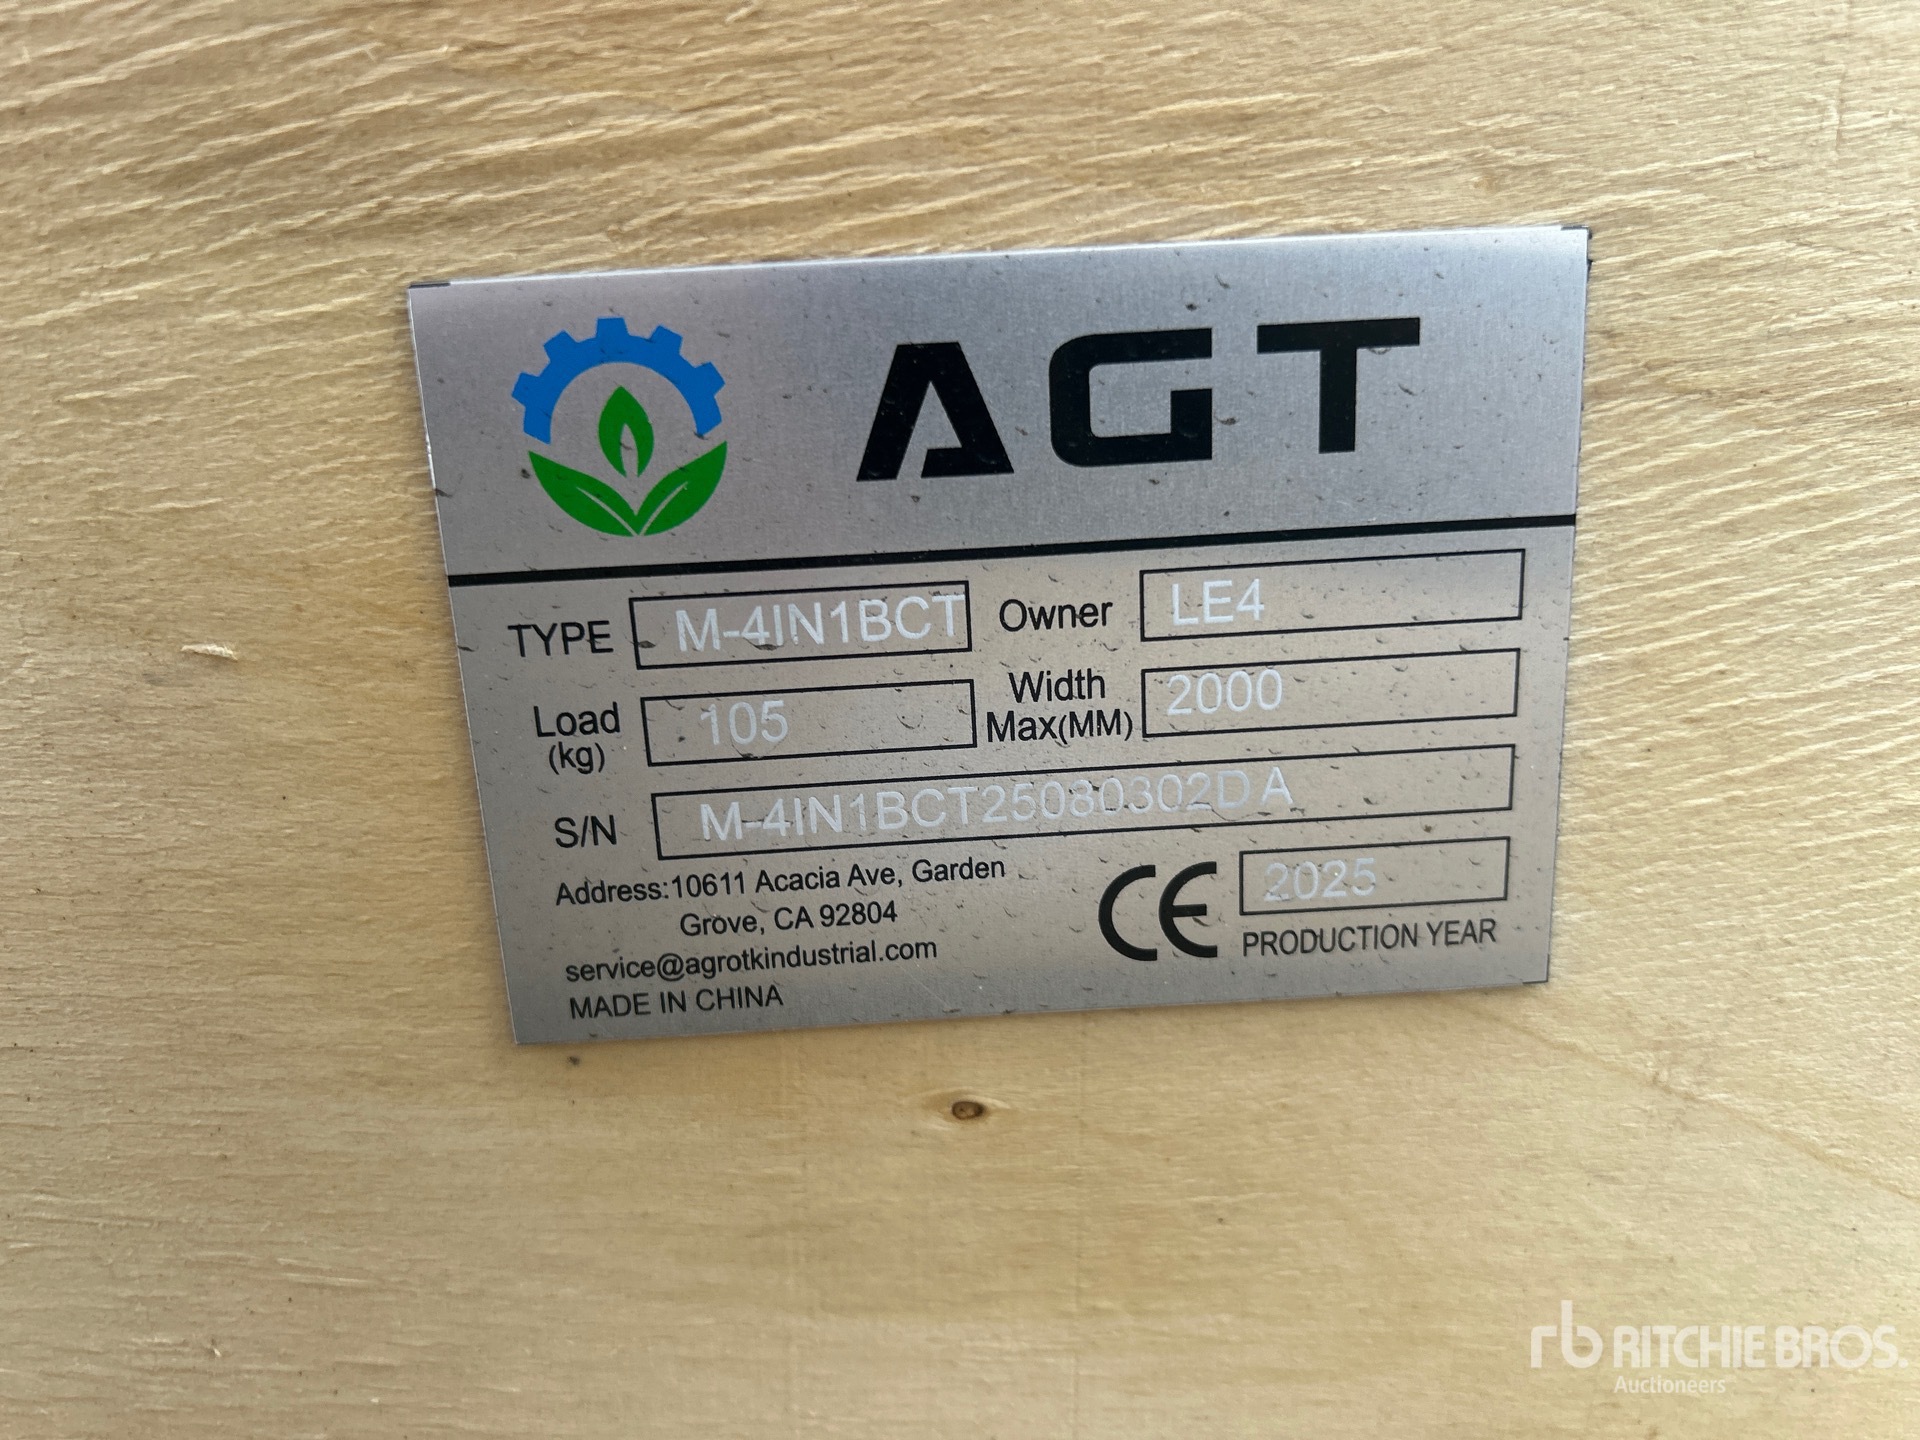 AGT
TYPE M-4IN1BCT Owner LE4
Load (kg) 105 Width Max(MM) 2000
S/N M-4IN1BCT25080302DA
Address:10611 Acacia Ave, Garden
Grove, CA 92804
service@agrotkindustrial.com
MADE IN CHINA
CE 2025
PRODUCTION YEAR
rb RITCHIE BROS.
Auctioneers